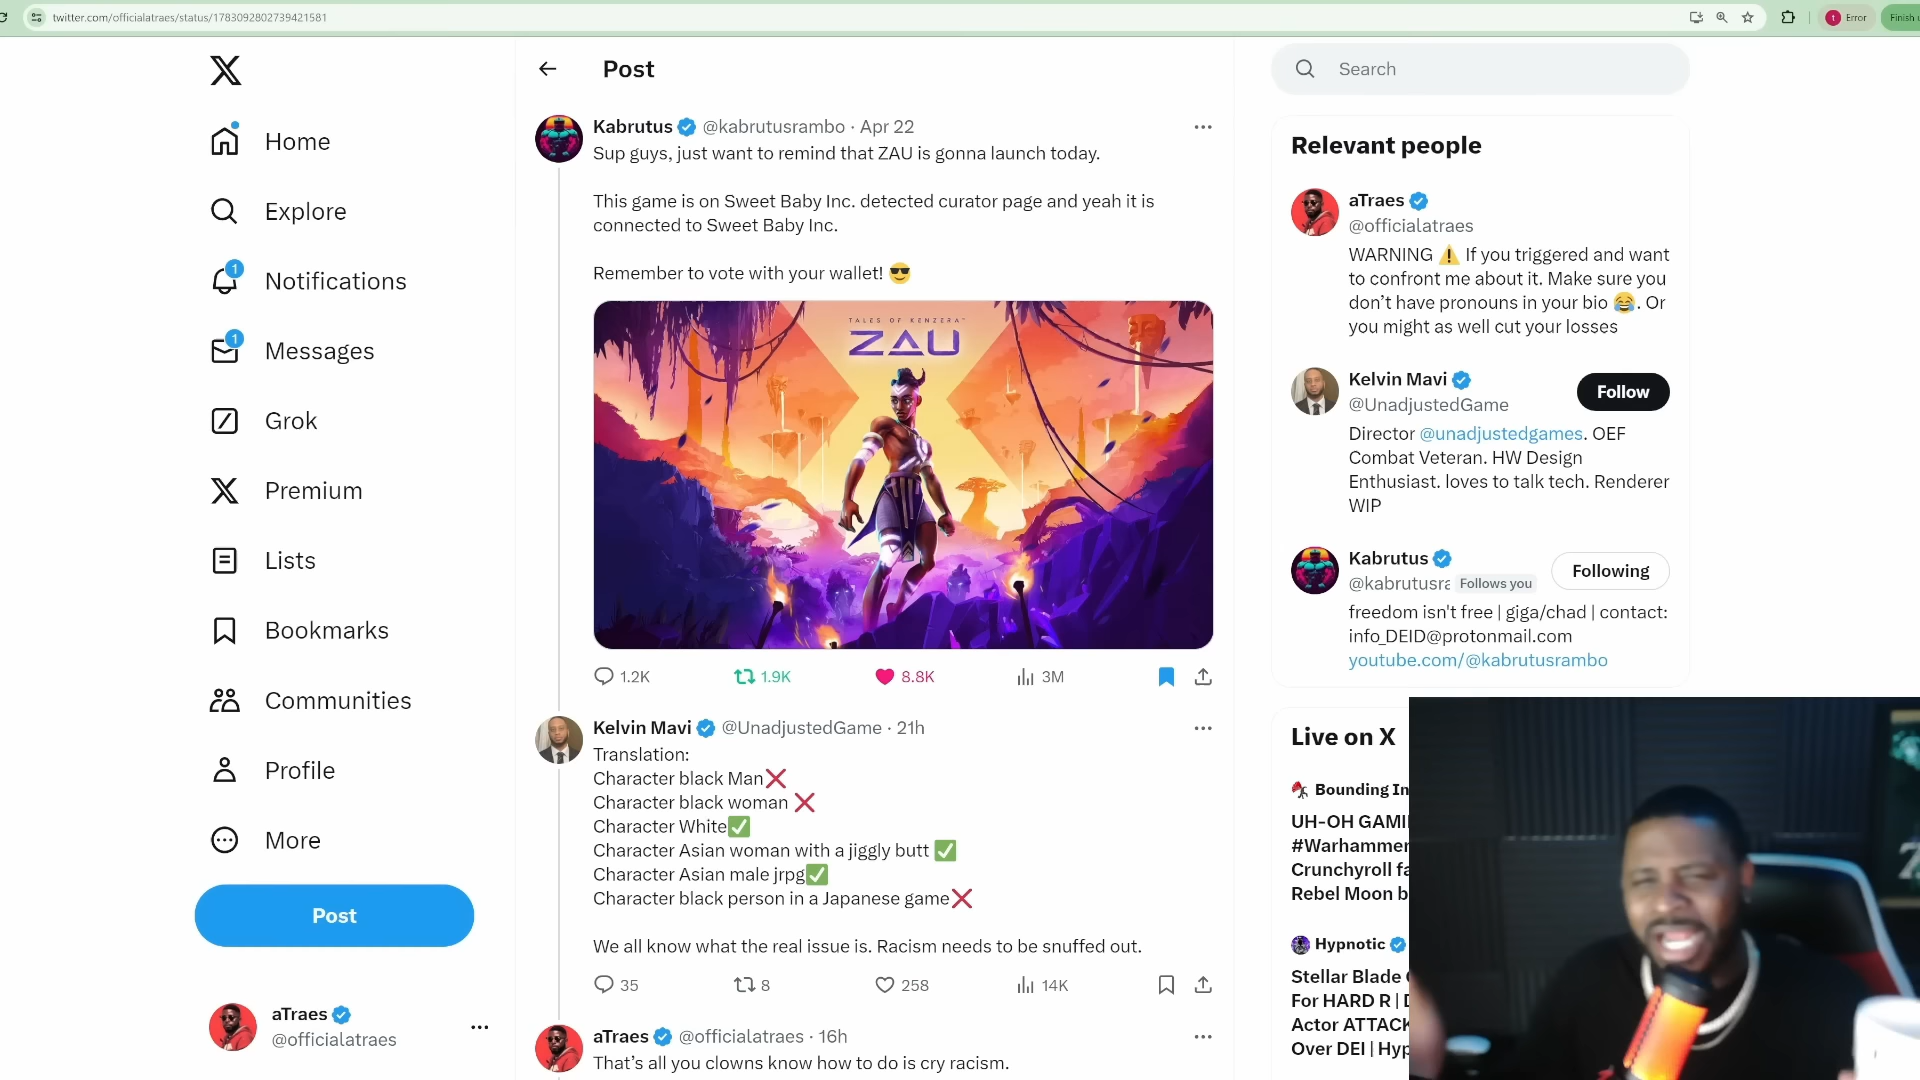 twitter.com/officialatraes/status/1783092802739421581
Error
Finish u
Home
Explore
1
Notifications
1
Messages
Grok
Premium
Lists
Bookmarks
Communities
Profile
More
Post
aTraes
@officialatraes
Post
Kabrutus @kabrutusrambo · Apr 22
Sup guys, just want to remind that ZAU is gonna launch today.
This game is on Sweet Baby Inc. detected curator page and yeah it is
connected to Sweet Baby Inc.
Remember to vote with your wallet! 😎
TALES OF KENZERA™
ZAU
1.2K 1.9K 8.8K 3M
Kelvin Mavi @UnadjustedGame · 21h
Translation:
Character black Man❌
Character black woman ❌
Character White✅
Character Asian woman with a jiggly butt ✅
Character Asian male jrpg✅
Character black person in a Japanese game❌
We all know what the real issue is. Racism needs to be snuffed out.
35 8 258 14K
aTraes @officialatraes · 16h
That’s all you clowns know how to do is cry racism.
Search
Relevant people
aTraes
@officialatraes
WARNING ⚠️ If you triggered and want
to confront me about it. Make sure you
don’t have pronouns in your bio 😂. Or
you might as well cut your losses
Kelvin Mavi
@UnadjustedGame
Follow
Director @unadjustedgames. OEF
Combat Veteran. HW Design
Enthusiast. loves to talk tech. Renderer
WIP
Kabrutus
@kabrutusra Follows you
Following
freedom isn't free | giga/chad | contact:
info_DEID@protonmail.com
youtube.com/@kabrutusrambo
Live on X
Bounding In
UH-OH GAMI
#Warhammer
Crunchyroll fa
Rebel Moon b
Hypnotic
Stellar Blade
For HARD R | D
Actor ATTACK
Over DEI | Hyp